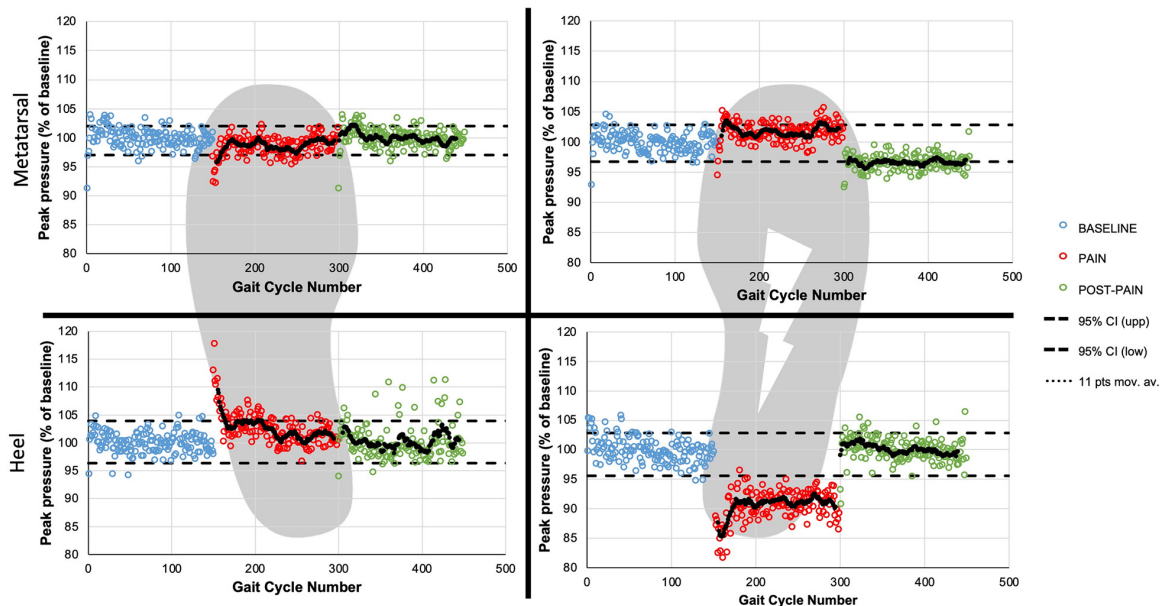 Metarsal
Peak pressure (% of baseline)
120
115
110
105
100
95
90
85
80
0 100 200 300 400 500
Gait Cycle Number
Peak pressure (% of baseline)
120
115
110
105
100
95
90
85
80
0 100 200 300 400 500
Gait Cycle Number
BASELINE
PAIN
POST-PAIN
95% CI (upp)
95% CI (low)
11 pts mov. av.
Heel
Peak pressure (% of baseline)
120
115
110
105
100
95
90
85
80
0 100 200 300 400 500
Gait Cycle Number
Peak pressure (% of baseline)
120
115
110
105
100
95
90
85
80
0 100 200 300 400 500
Gait Cycle Number